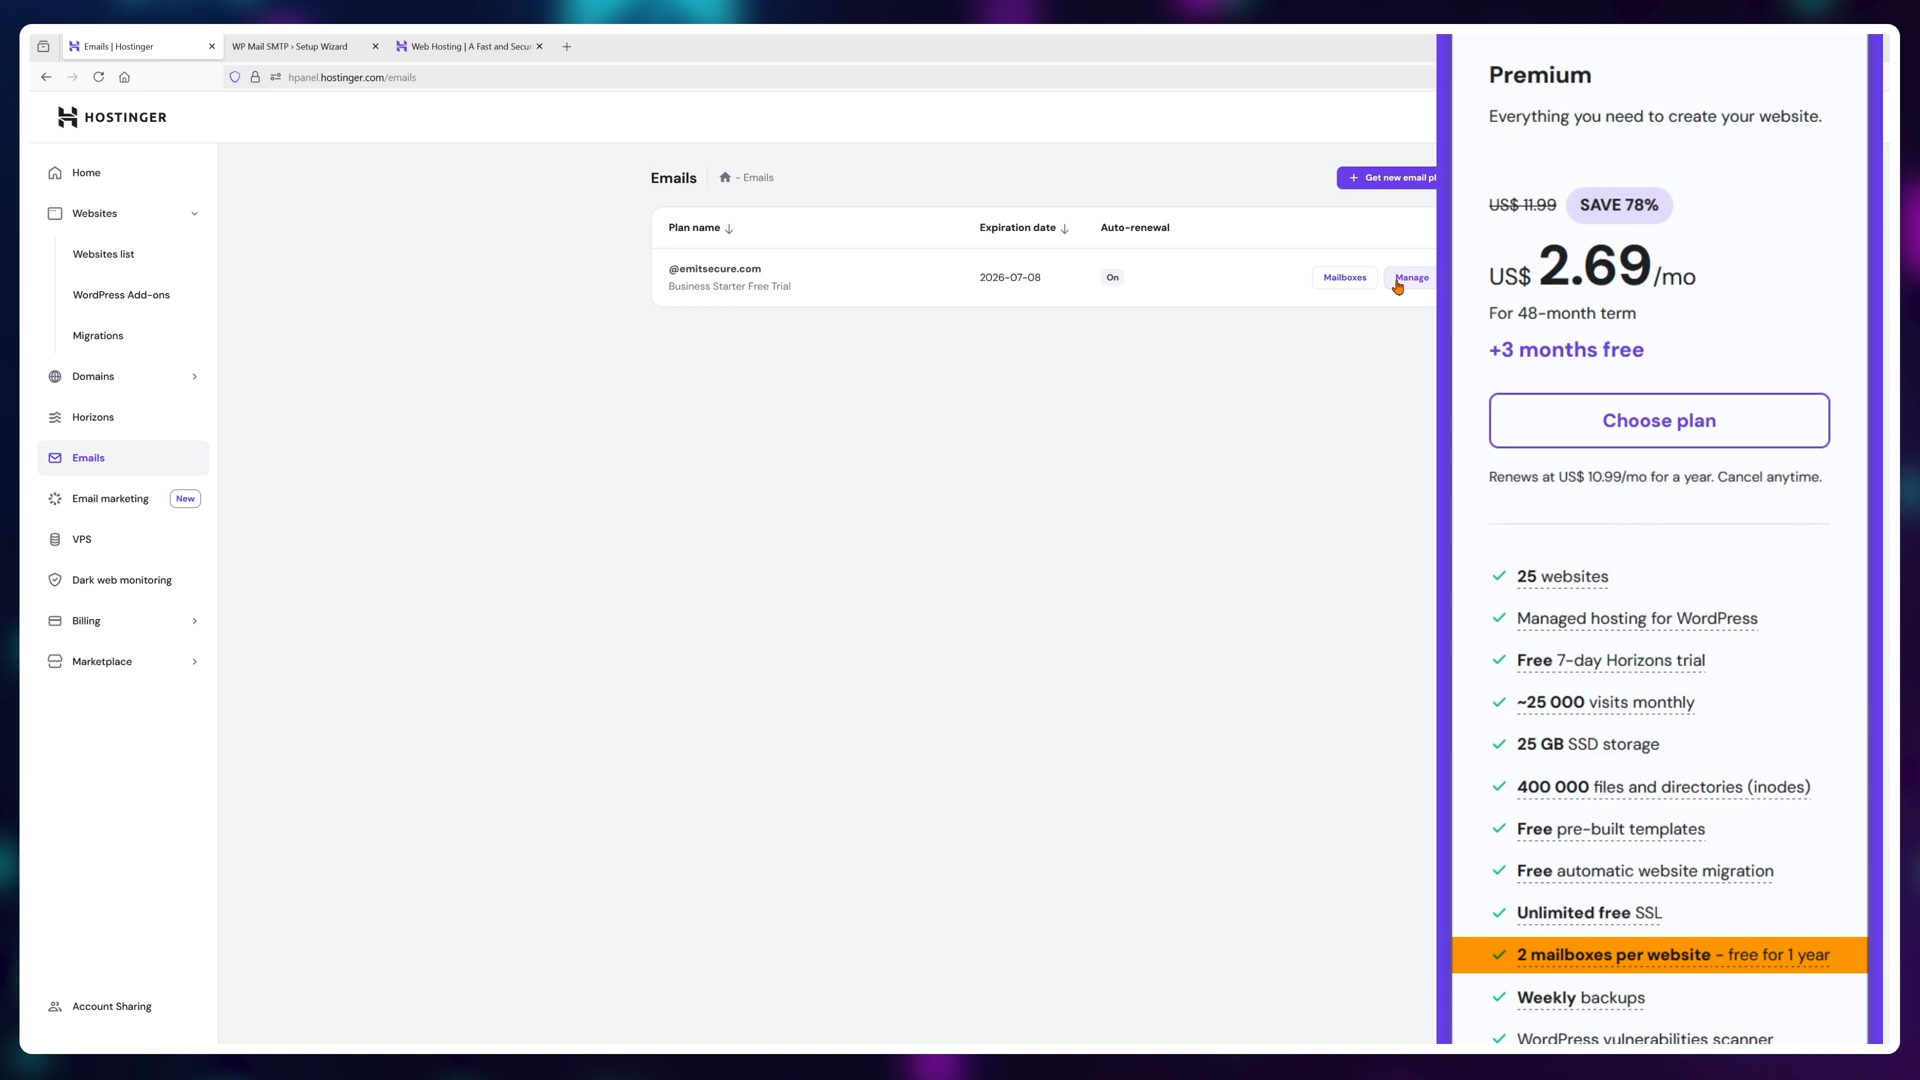 Emails | Hostinger
WP Mail SMTP › Setup Wizard
Web Hosting | A Fast and Secu
hpanel.hostinger.com/emails
HOSTINGER
Home
Websites
Websites list
WordPress Add-ons
Migrations
Domains
Horizons
Emails
Email marketing New
VPS
Dark web monitoring
Billing
Marketplace
Account Sharing
Emails - Emails
+ Get new email pl
Plan name Expiration date Auto-renewal
@emitsecure.com
Business Starter Free Trial
2026-07-08
On
Mailboxes
Manage
Premium
Everything you need to create your website.
US$ 11.99 SAVE 78%
US$ 2.69/mo
For 48-month term
+3 months free
Choose plan
Renews at US$ 10.99/mo for a year. Cancel anytime.
25 websites
Managed hosting for WordPress
Free 7-day Horizons trial
~25 000 visits monthly
25 GB SSD storage
400 000 files and directories (inodes)
Free pre-built templates
Free automatic website migration
Unlimited free SSL
2 mailboxes per website - free for 1 year
Weekly backups
WordPress vulnerabilities scanner